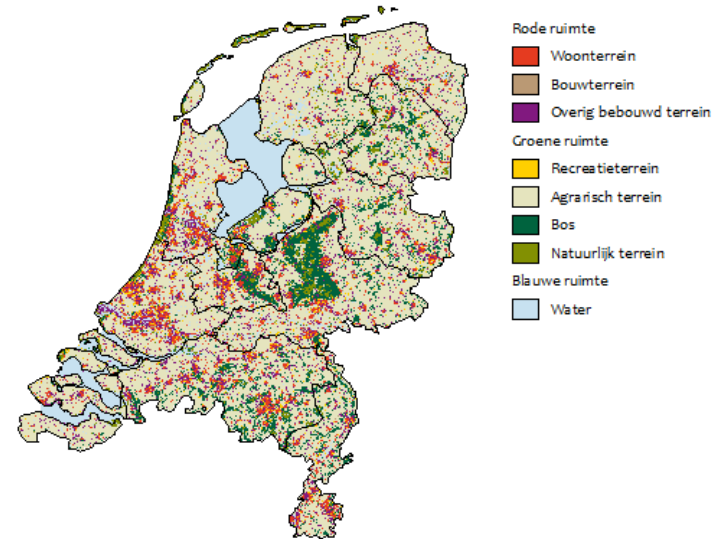 Rode ruimte
Woonterrein
Bouwterrein
Overig bebouwd terrein
Groene ruimte
Recreatieterrein
Agrarisch terrein
Bos
Natuurlijk terrein
Blauwe ruimte
Water